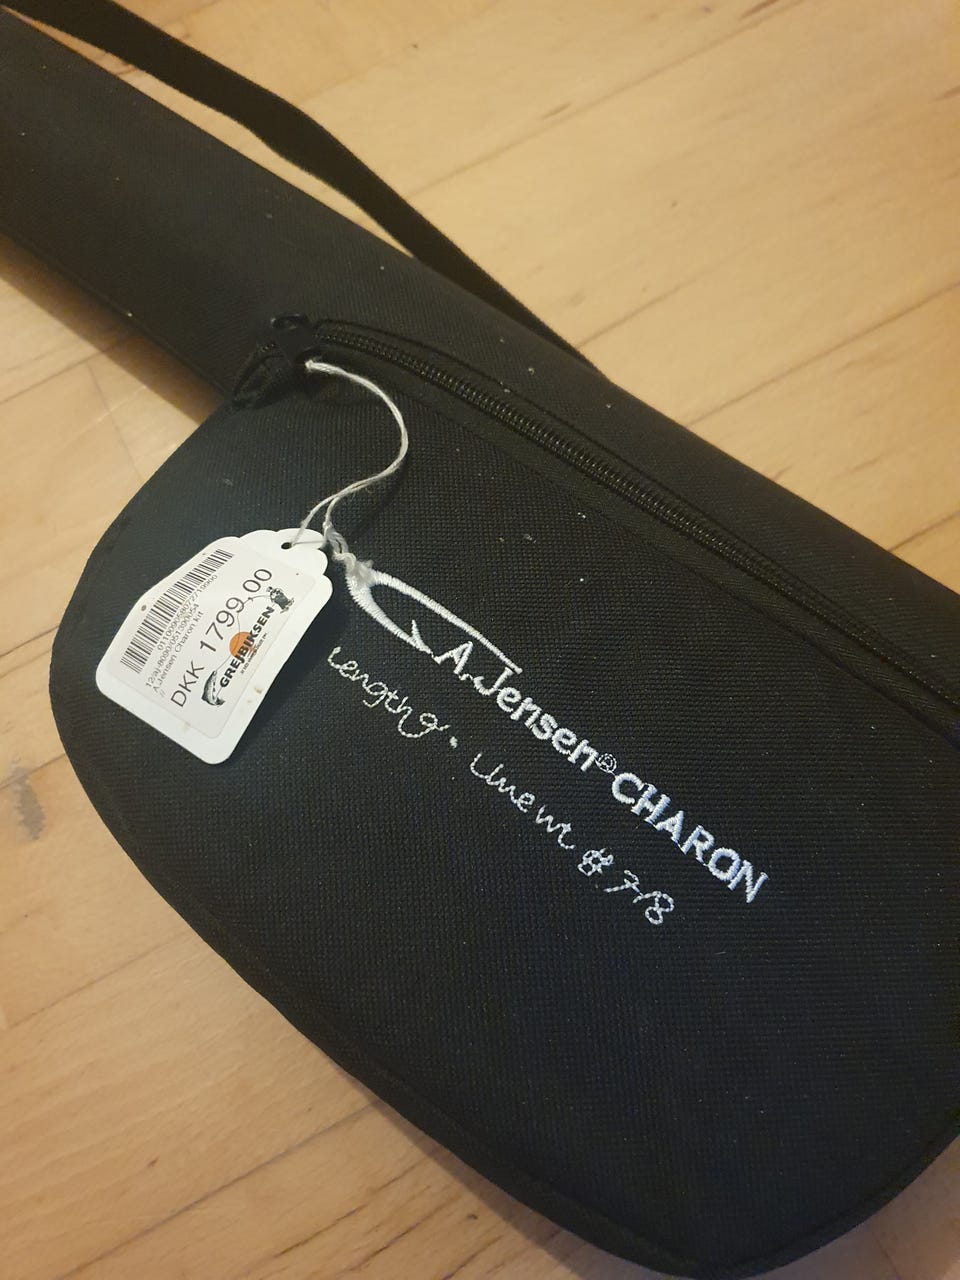 DKK 1799.00
GREJBIKSEN
A.Jensen Charon kit
A.Jensen® CHARON
Length 9'. Line wt. #.7/8